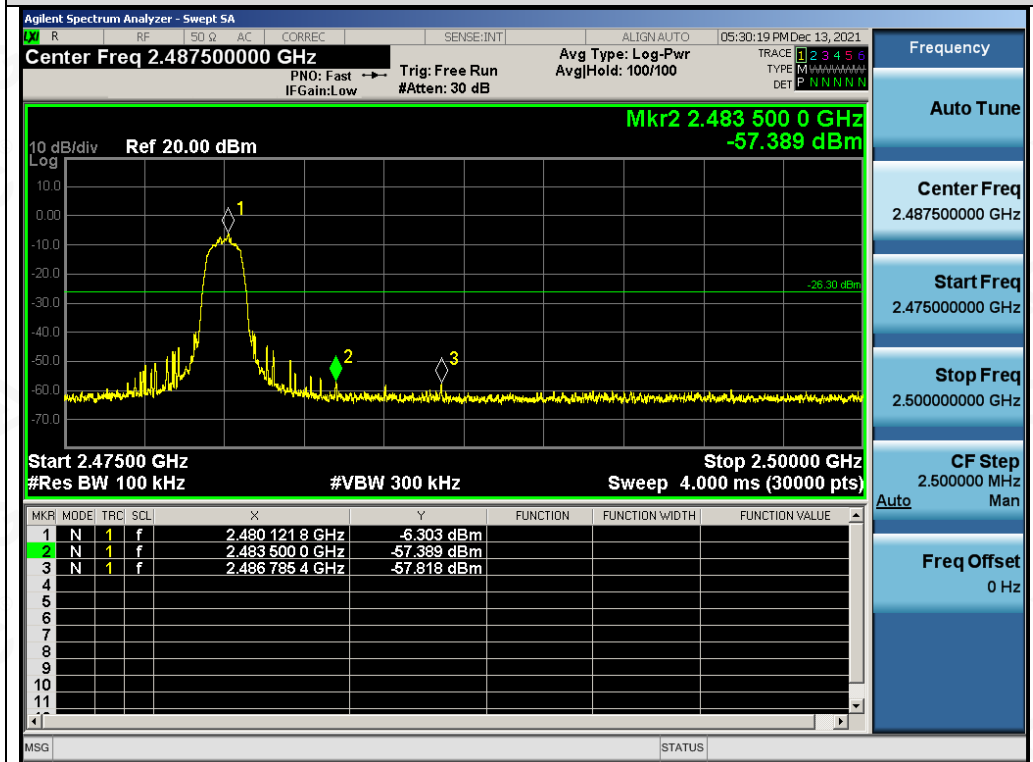 Agilent Spectrum Analyzer - Swept SA
LXI R RF 50 Ω AC CORREC SENSE:INT ALIGN AUTO 05:30:19 PM Dec 13, 2021
Center Freq 2.487500000 GHz
PNO: Fast
IFGain:Low
Trig: Free Run
#Atten: 30 dB
Avg Type: Log-Pwr
Avg|Hold: 100/100
TRACE 1 2 3 4 5 6
TYPE M
DET P N N N N N
Mkr2 2.483 500 0 GHz
-57.389 dBm
10 dB/div Ref 20.00 dBm
Log
10.0
0.00
-10.0
-20.0
-30.0
-40.0
-50.0
-60.0
-70.0
1
-26.30 dBm
2
3
Start 2.47500 GHz Stop 2.50000 GHz
#Res BW 100 kHz #VBW 300 kHz Sweep 4.000 ms (30000 pts)
MKR MODE TRC SCL X Y FUNCTION FUNCTION WIDTH FUNCTION VALUE
1 N 1 f 2.480 121 8 GHz -6.303 dBm
2 N 1 f 2.483 500 0 GHz -57.389 dBm
3 N 1 f 2.486 785 4 GHz -57.818 dBm
4
5
6
7
8
9
10
11
MSG STATUS
Frequency
Auto Tune
Center Freq
2.487500000 GHz
Start Freq
2.475000000 GHz
Stop Freq
2.500000000 GHz
CF Step
2.500000 MHz
Auto Man
Freq Offset
0 Hz